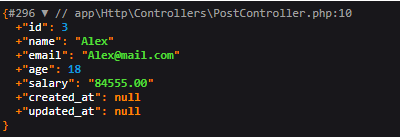 {#296 ▼ // app\Http\Controllers\PostController.php:10
+"id": 3
+"name": "Alex"
+"email": "Alex@mail.com"
+"age": 18
+"salary": "84555.00"
+"created_at": null
+"updated_at": null
}